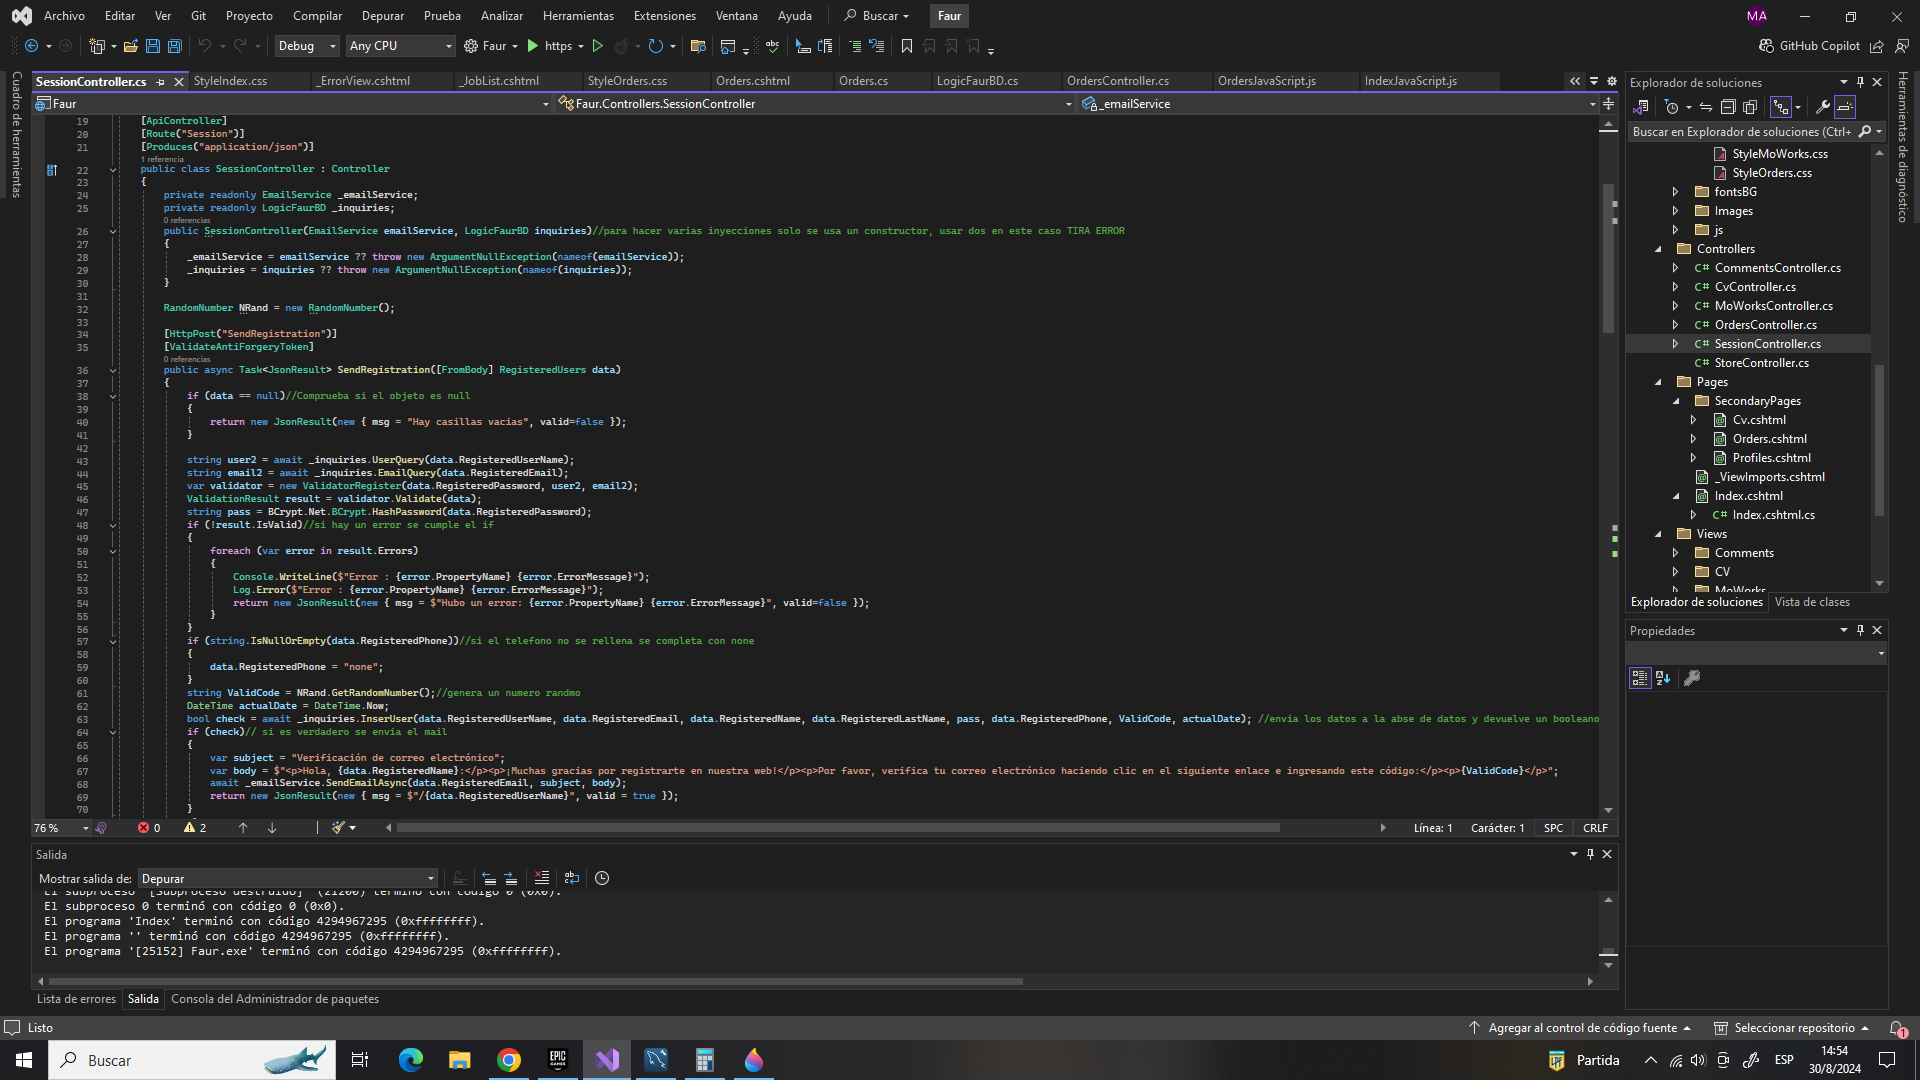 Archivo Editar Ver Git Proyecto Compilar Depurar Prueba Analizar Herramientas Extensiones Ventana Ayuda Buscar Faur MA
Debug Any CPU Faur https GitHub Copilot
Cuadro de herramientas
SessionController.cs StyleIndex.css _ErrorView.cshtml _JobList.cshtml StyleOrders.css Orders.cshtml Orders.cs LogicFaurBD.cs OrdersController.cs OrdersJavaScript.js IndexJavaScript.js
Faur Faur.Controllers.SessionController _emailService
19 [ApiController]
20 [Route("Session")]
21 [Produces("application/json")]
1 referencia
22 public class SessionController : Controller
23 {
24 private readonly EmailService _emailService;
25 private readonly LogicFaurBD _inquiries;
0 referencias
26 public SessionController(EmailService emailService, LogicFaurBD inquiries)//para hacer varias inyecciones solo se usa un constructor, usar dos en este caso TIRA ERROR
27 {
28 _emailService = emailService ?? throw new ArgumentNullException(nameof(emailService));
29 _inquiries = inquiries ?? throw new ArgumentNullException(nameof(inquiries));
30 }
31
32 RandomNumber NRand = new RandomNumber();
33
34 [HttpPost("SendRegistration")]
35 [ValidateAntiForgeryToken]
0 referencias
36 public async Task<JsonResult> SendRegistration([FromBody] RegisteredUsers data)
37 {
38 if (data == null)//Comprueba si el objeto es null
39 {
40 return new JsonResult(new { msg = "Hay casillas vacias", valid=false });
41 }
42
43 string user2 = await _inquiries.UserQuery(data.RegisteredUserName);
44 string email2 = await _inquiries.EmailQuery(data.RegisteredEmail);
45 var validator = new ValidatorRegister(data.RegisteredPassword, user2, email2);
46 ValidationResult result = validator.Validate(data);
47 string pass = BCrypt.Net.BCrypt.HashPassword(data.RegisteredPassword);
48 if (!result.IsValid)//si hay un error se cumple el if
49 {
50 foreach (var error in result.Errors)
51 {
52 Console.WriteLine($"Error : {error.PropertyName} {error.ErrorMessage}");
53 Log.Error($"Error : {error.PropertyName} {error.ErrorMessage}");
54 return new JsonResult(new { msg = $"Hubo un error: {error.PropertyName} {error.ErrorMessage}", valid=false });
55 }
56 }
57 if (string.IsNullOrEmpty(data.RegisteredPhone))//si el telefono no se rellena se completa con none
58 {
59 data.RegisteredPhone = "none";
60 }
61 string ValidCode = NRand.GetRandomNumber();//genera un numero randmo
62 DateTime actualDate = DateTime.Now;
63 bool check = await _inquiries.InserUser(data.RegisteredUserName, data.RegisteredEmail, data.RegisteredName, data.RegisteredLastName, pass, data.RegisteredPhone, ValidCode, actualDate); //envia los datos a la abse de datos y devuelve un booleano
64 if (check)// si es verdadero se envia el mail
65 {
66 var subject = "Verificación de correo electrónico";
67 var body = $"<p>Hola, {data.RegisteredName}:</p><p>¡Muchas gracias por registrarte en nuestra web!</p><p>Por favor, verifica tu correo electrónico haciendo clic en el siguiente enlace e ingresando este código:</p><p>{ValidCode}</p>";
68 await _emailService.SendEmailAsync(data.RegisteredEmail, subject, body);
69 return new JsonResult(new { msg = $"/{data.RegisteredUserName}", valid = true });
70 }
76 % 0 2 Línea: 1 Carácter: 1 SPC CRLF
Salida
Mostrar salida de: Depurar
El subproceso '[Subproceso destruido]' (21200) terminó con código 0 (0x0).
El subproceso 0 terminó con código 0 (0x0).
El programa 'Index' terminó con código 4294967295 (0xffffffff).
El programa '' terminó con código 4294967295 (0xffffffff).
El programa '[25152] Faur.exe' terminó con código 4294967295 (0xffffffff).
Lista de errores Salida Consola del Administrador de paquetes
Explorador de soluciones
Buscar en Explorador de soluciones (Ctrl+
StyleMoWorks.css
StyleOrders.css
fontsBG
Images
js
Controllers
C# CommentsController.cs
C# CvController.cs
C# MoWorksController.cs
C# OrdersController.cs
C# SessionController.cs
C# StoreController.cs
Pages
SecondaryPages
Cv.cshtml
Orders.cshtml
Profiles.cshtml
_ViewImports.cshtml
Index.cshtml
C# Index.cshtml.cs
Views
Comments
CV
MoWorks
Explorador de soluciones Vista de clases
Propiedades
Herramientas de diagnóstico
Listo Agregar al control de código fuente Seleccionar repositorio 1
Buscar EPIC GAMES LPF Partida ESP 14:54
30/8/2024